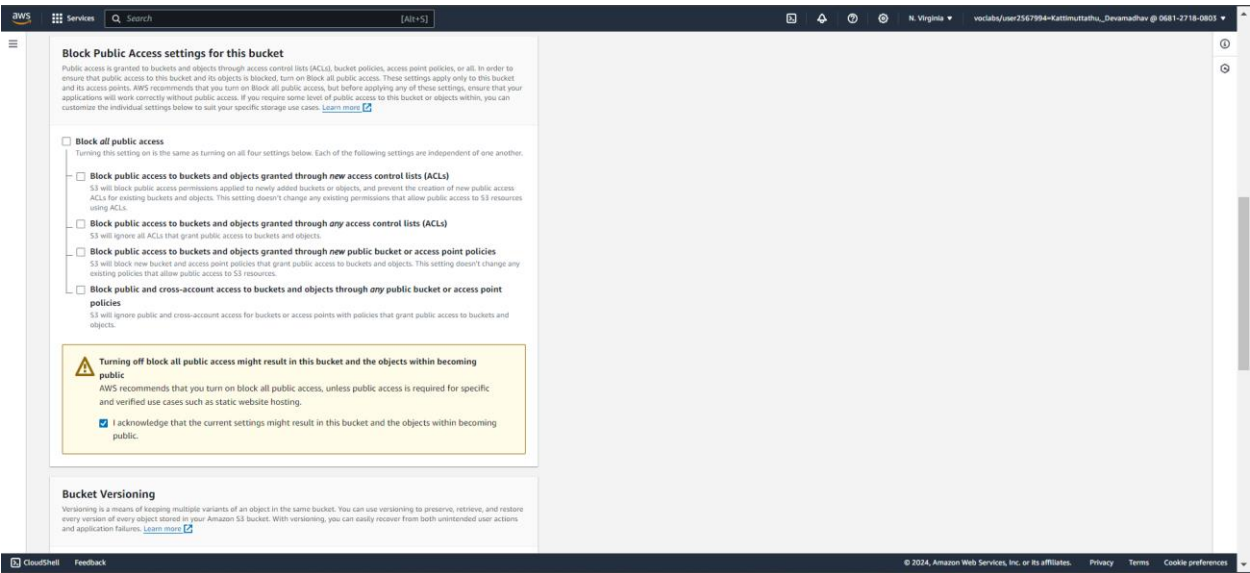 aws Services Search [Alt+S] N. Virginia voclabs/user2567994=Kattimuttathu,_Devamadhav @ 0681-2718-0803
Block Public Access settings for this bucket
Public access is granted to buckets and objects through access control lists (ACLs), bucket policies, access point policies, or all. In order to
ensure that public access to this bucket and its objects is blocked, turn on Block all public access. These settings apply only to this bucket
and its access points. AWS recommends that you turn on Block all public access, but before applying any of these settings, ensure that your
applications will work correctly without public access. If you require some level of public access to this bucket or objects within, you can
customize the individual settings below to suit your specific storage use cases. Learn more
Block all public access
Turning this setting on is the same as turning on all four settings below. Each of the following settings are independent of one another.
Block public access to buckets and objects granted through new access control lists (ACLs)
S3 will block public access permissions applied to newly added buckets or objects, and prevent the creation of new public access
ACLs for existing buckets and objects. This setting doesn't change any existing permissions that allow public access to S3 resources
using ACLs.
Block public access to buckets and objects granted through any access control lists (ACLs)
S3 will ignore all ACLs that grant public access to buckets and objects.
Block public access to buckets and objects granted through new public bucket or access point policies
S3 will block new bucket and access point policies that grant public access to buckets and objects. This setting doesn't change any
existing policies that allow public access to S3 resources.
Block public and cross-account access to buckets and objects through any public bucket or access point
policies
S3 will ignore public and cross-account access for buckets or access points with policies that grant public access to buckets and
objects.
Turning off block all public access might result in this bucket and the objects within becoming
public
AWS recommends that you turn on block all public access, unless public access is required for specific
and verified use cases such as static website hosting.
I acknowledge that the current settings might result in this bucket and the objects within becoming
public.
Bucket Versioning
Versioning is a means of keeping multiple variants of an object in the same bucket. You can use versioning to preserve, retrieve, and restore
every version of every object stored in your Amazon S3 bucket. With versioning, you can easily recover from both unintended user actions
and application failures. Learn more
CloudShell Feedback © 2024, Amazon Web Services, Inc. or its affiliates. Privacy Terms Cookie preferences